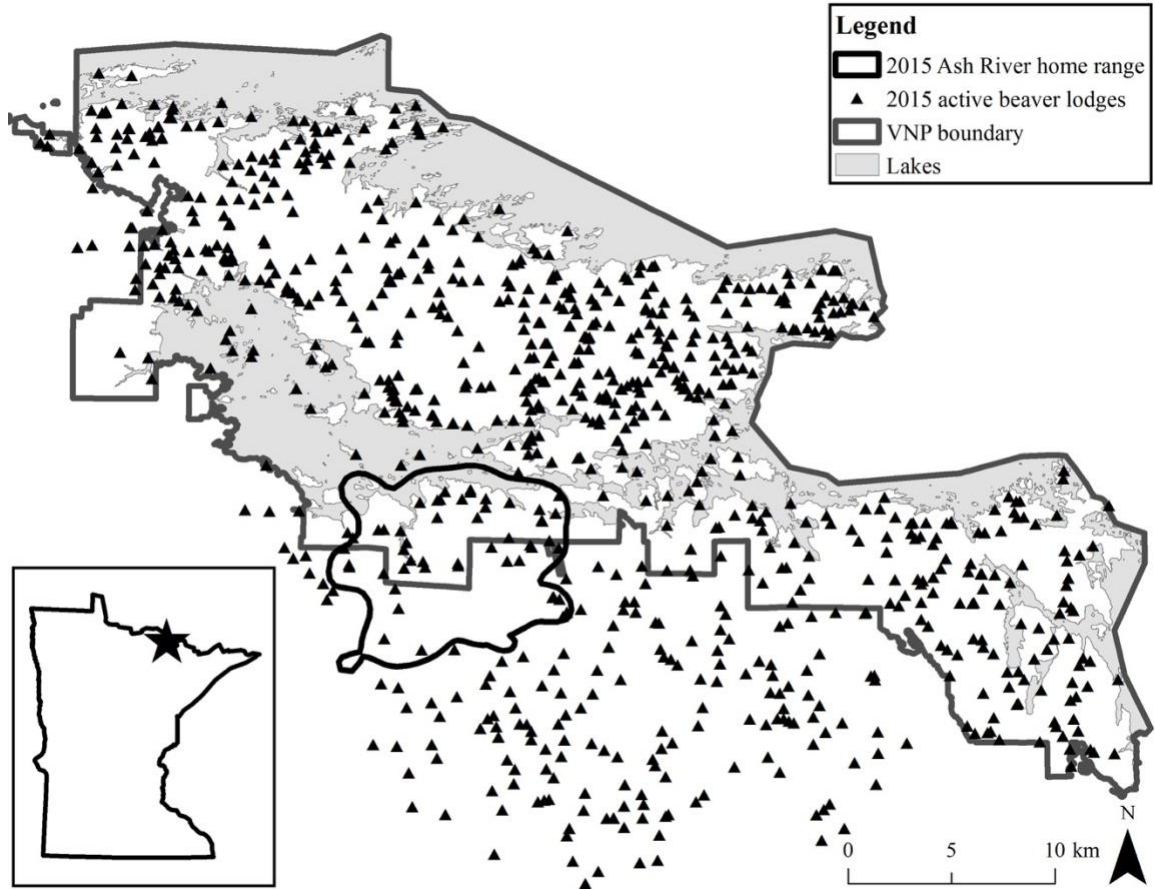 Legend
2015 Ash River home range
2015 active beaver lodges
VNP boundary
Lakes
N
0 5 10 km